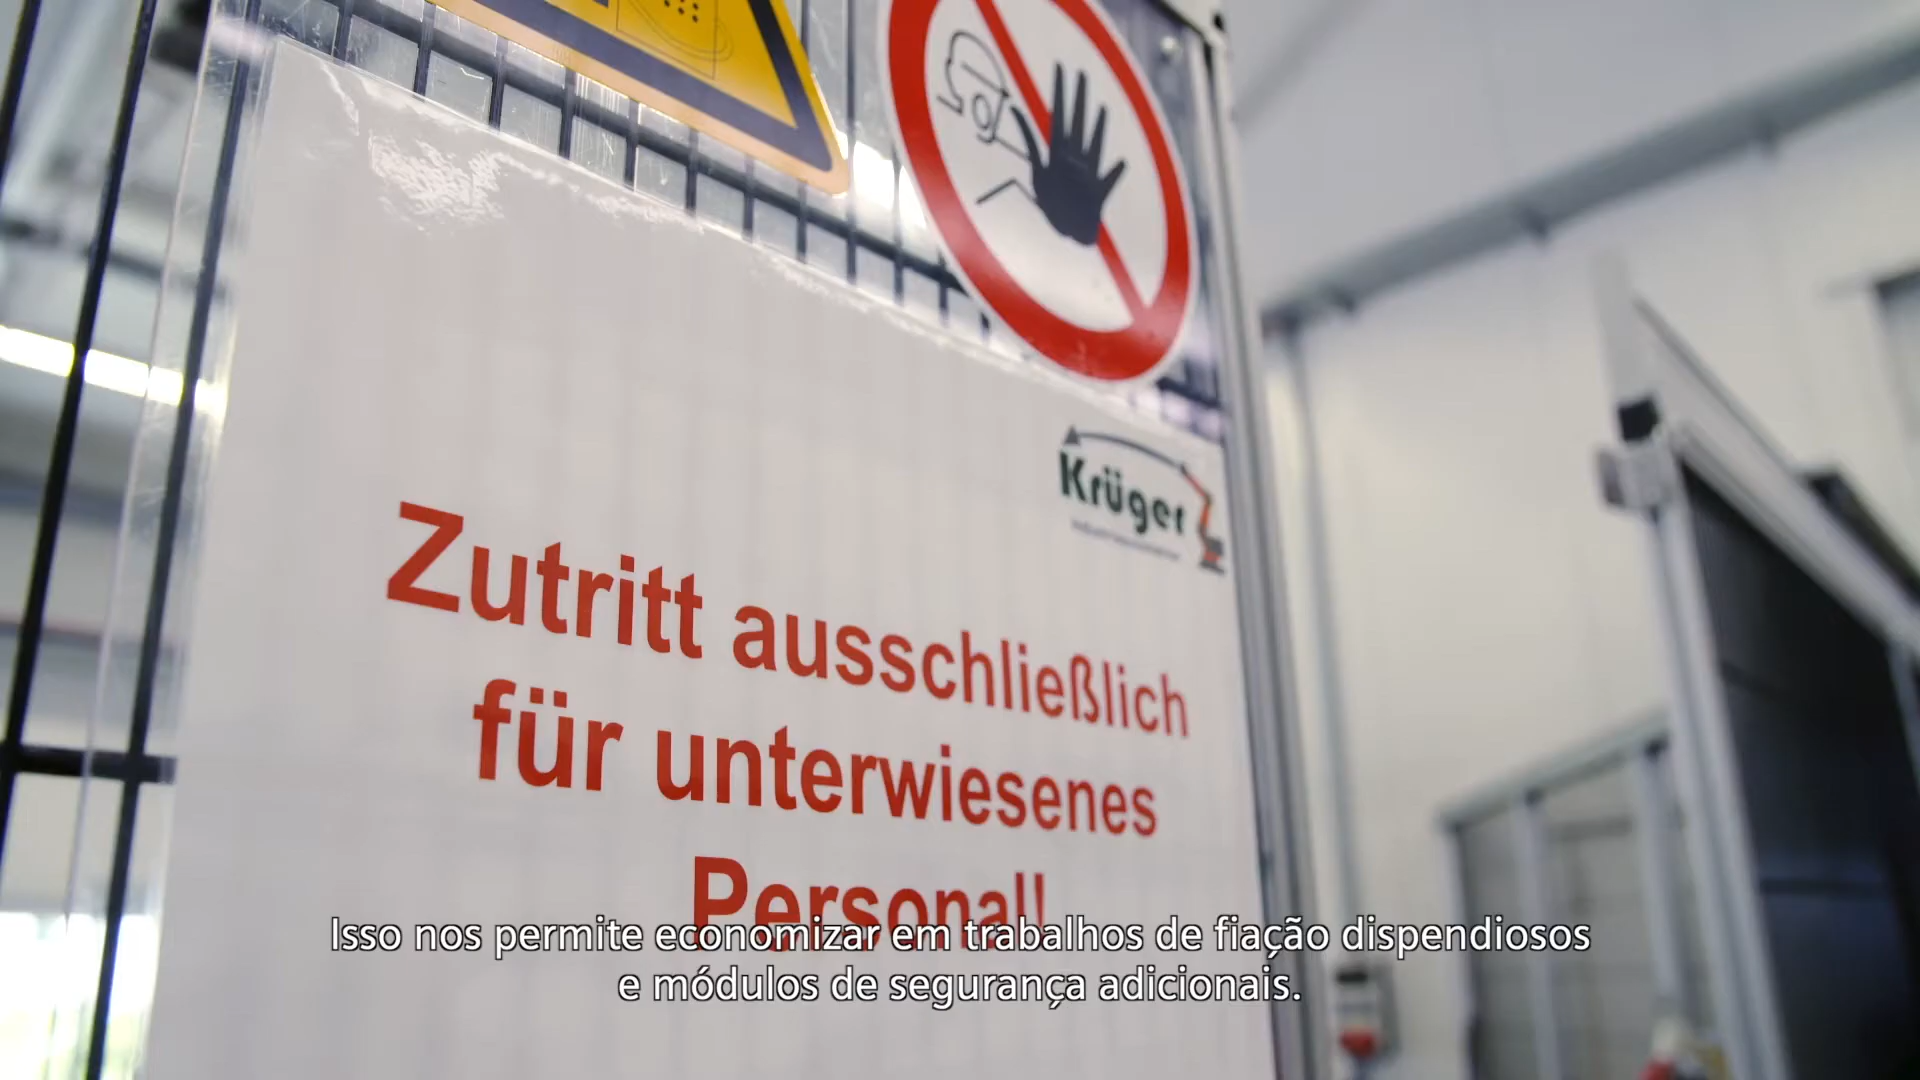 Krüger
Zutritt ausschließlich
für unterwiesenes
Personal!
Isso nos permite economizar em trabalhos de fiação dispendiosos
e módulos de segurança adicionais.